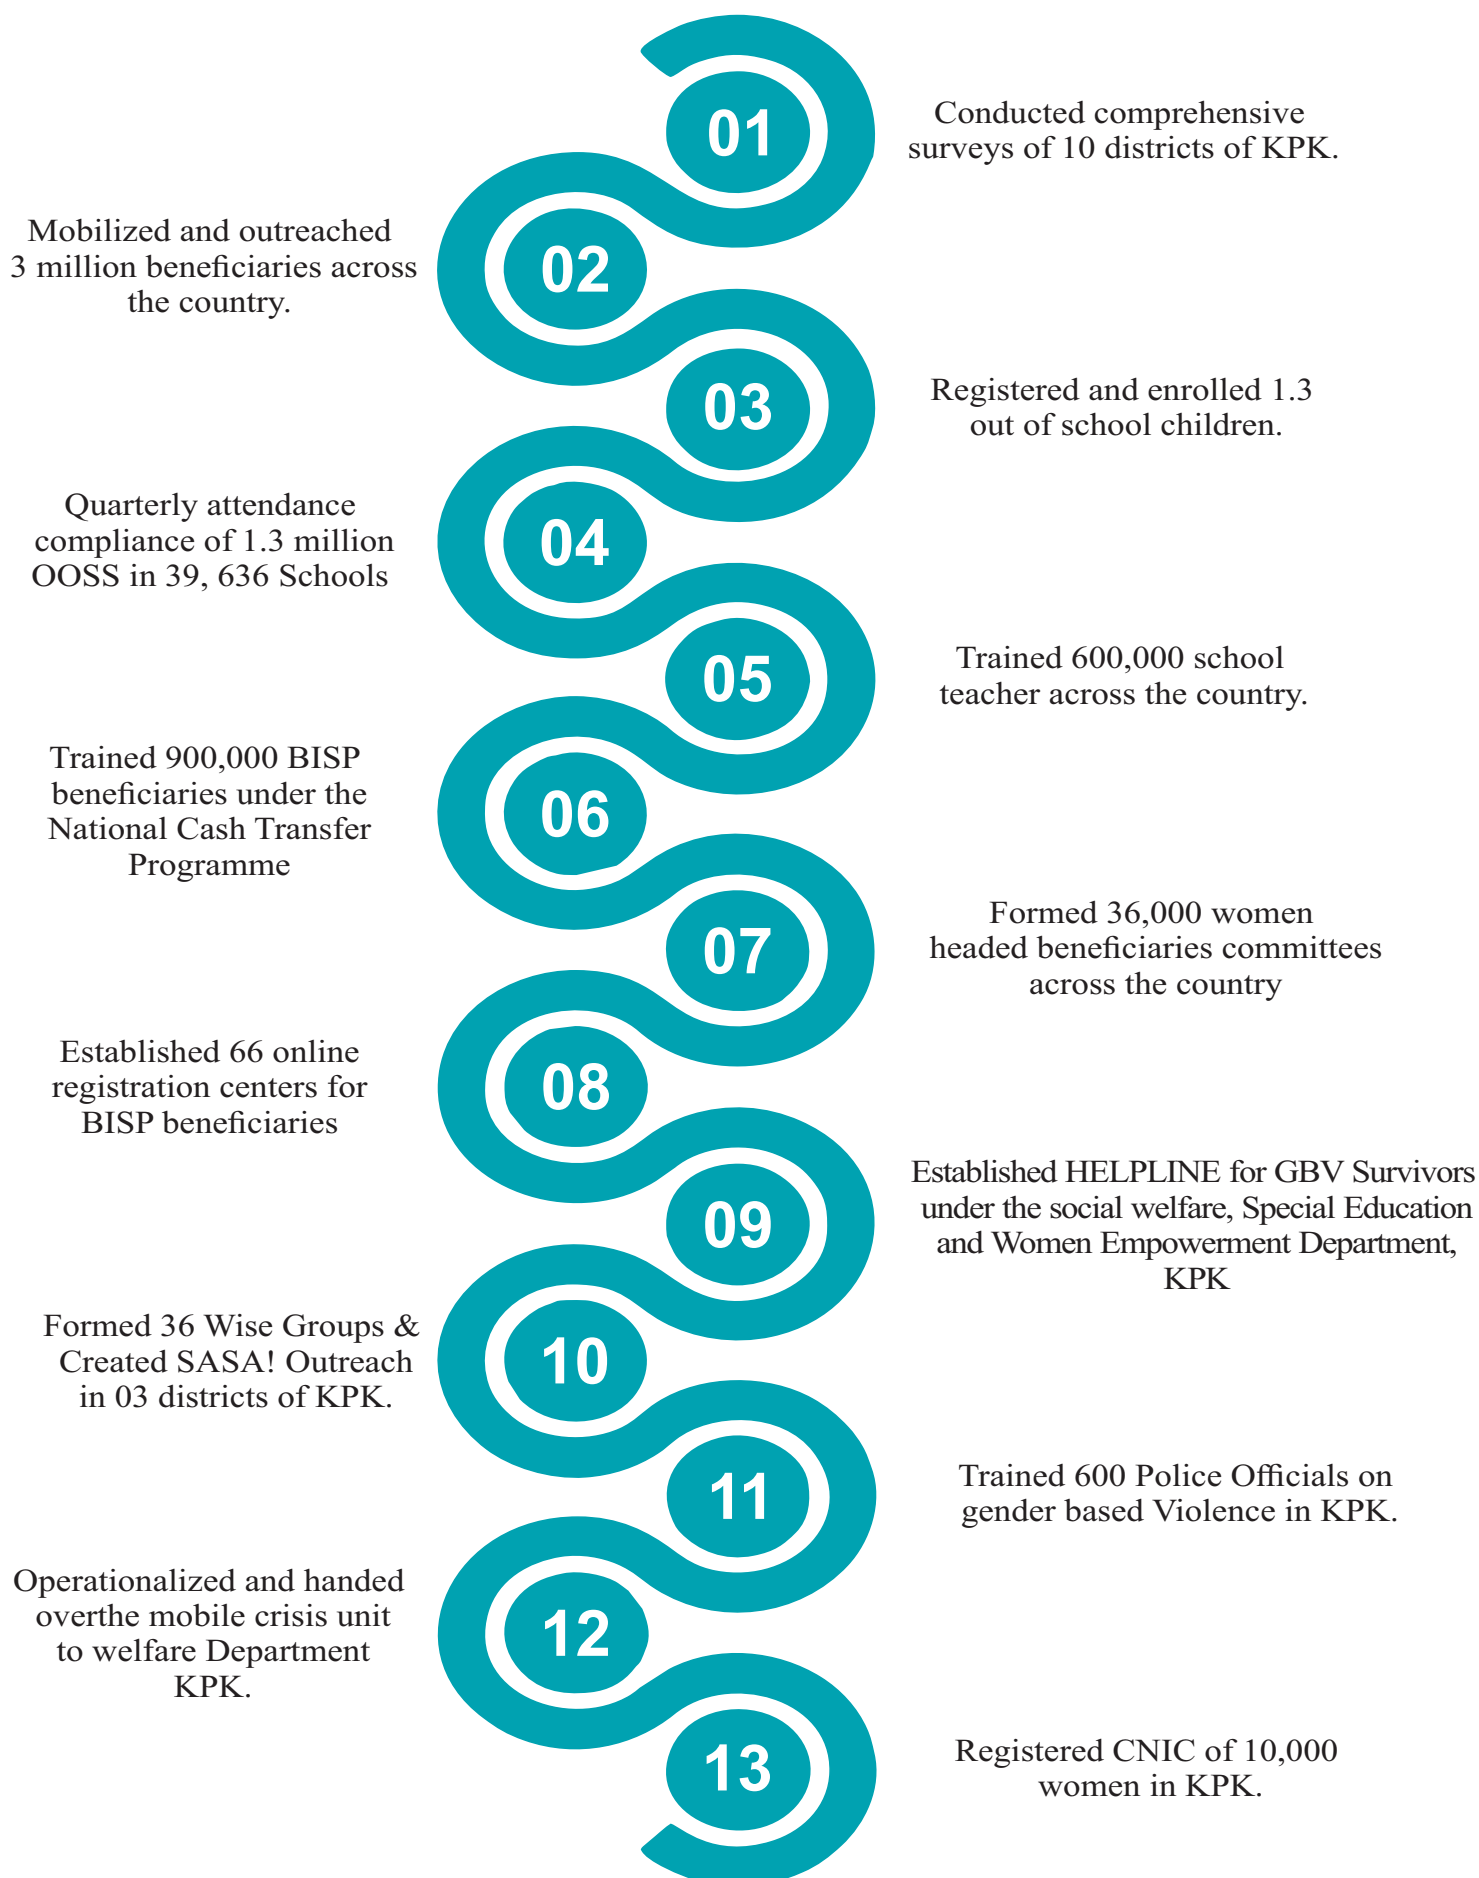 01
Conducted comprehensive
surveys of 10 districts of KPK.
Mobilized and outreached
3 million beneficiaries across
the country.
02
03
Registered and enrolled 1.3
out of school children.
Quarterly attendance
compliance of 1.3 million
OOSS in 39, 636 Schools
04
05
Trained 600,000 school
teacher across the country.
Trained 900,000 BISP
beneficiaries under the
National Cash Transfer
Programme
06
07
Formed 36,000 women
headed beneficiaries committees
across the country
Established 66 online
registration centers for
BISP beneficiaries
08
09
Established HELPLINE for GBV Survivors
under the social welfare, Special Education
and Women Empowerment Department,
KPK
Formed 36 Wise Groups &
Created SASA! Outreach
in 03 districts of KPK.
10
11
Trained 600 Police Officials on
gender based Violence in KPK.
Operationalized and handed
overthe mobile crisis unit
to welfare Department
KPK.
12
13
Registered CNIC of 10,000
women in KPK.